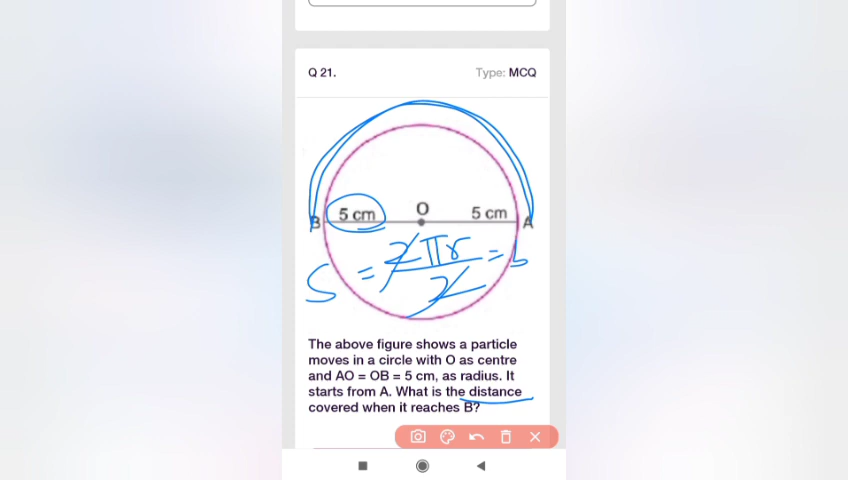 Q 21.
Type: MCQ
B
5 cm
O
5 cm
A
S = 2πr / 2 =
The above figure shows a particle
moves in a circle with O as centre
and AO = OB = 5 cm, as radius. It
starts from A. What is the distance
covered when it reaches B?